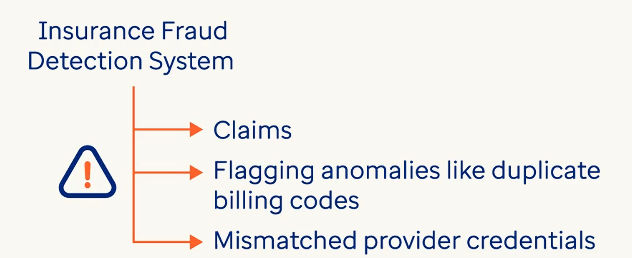 Insurance Fraud
Detection System
Claims
Flagging anomalies like duplicate
billing codes
Mismatched provider credentials